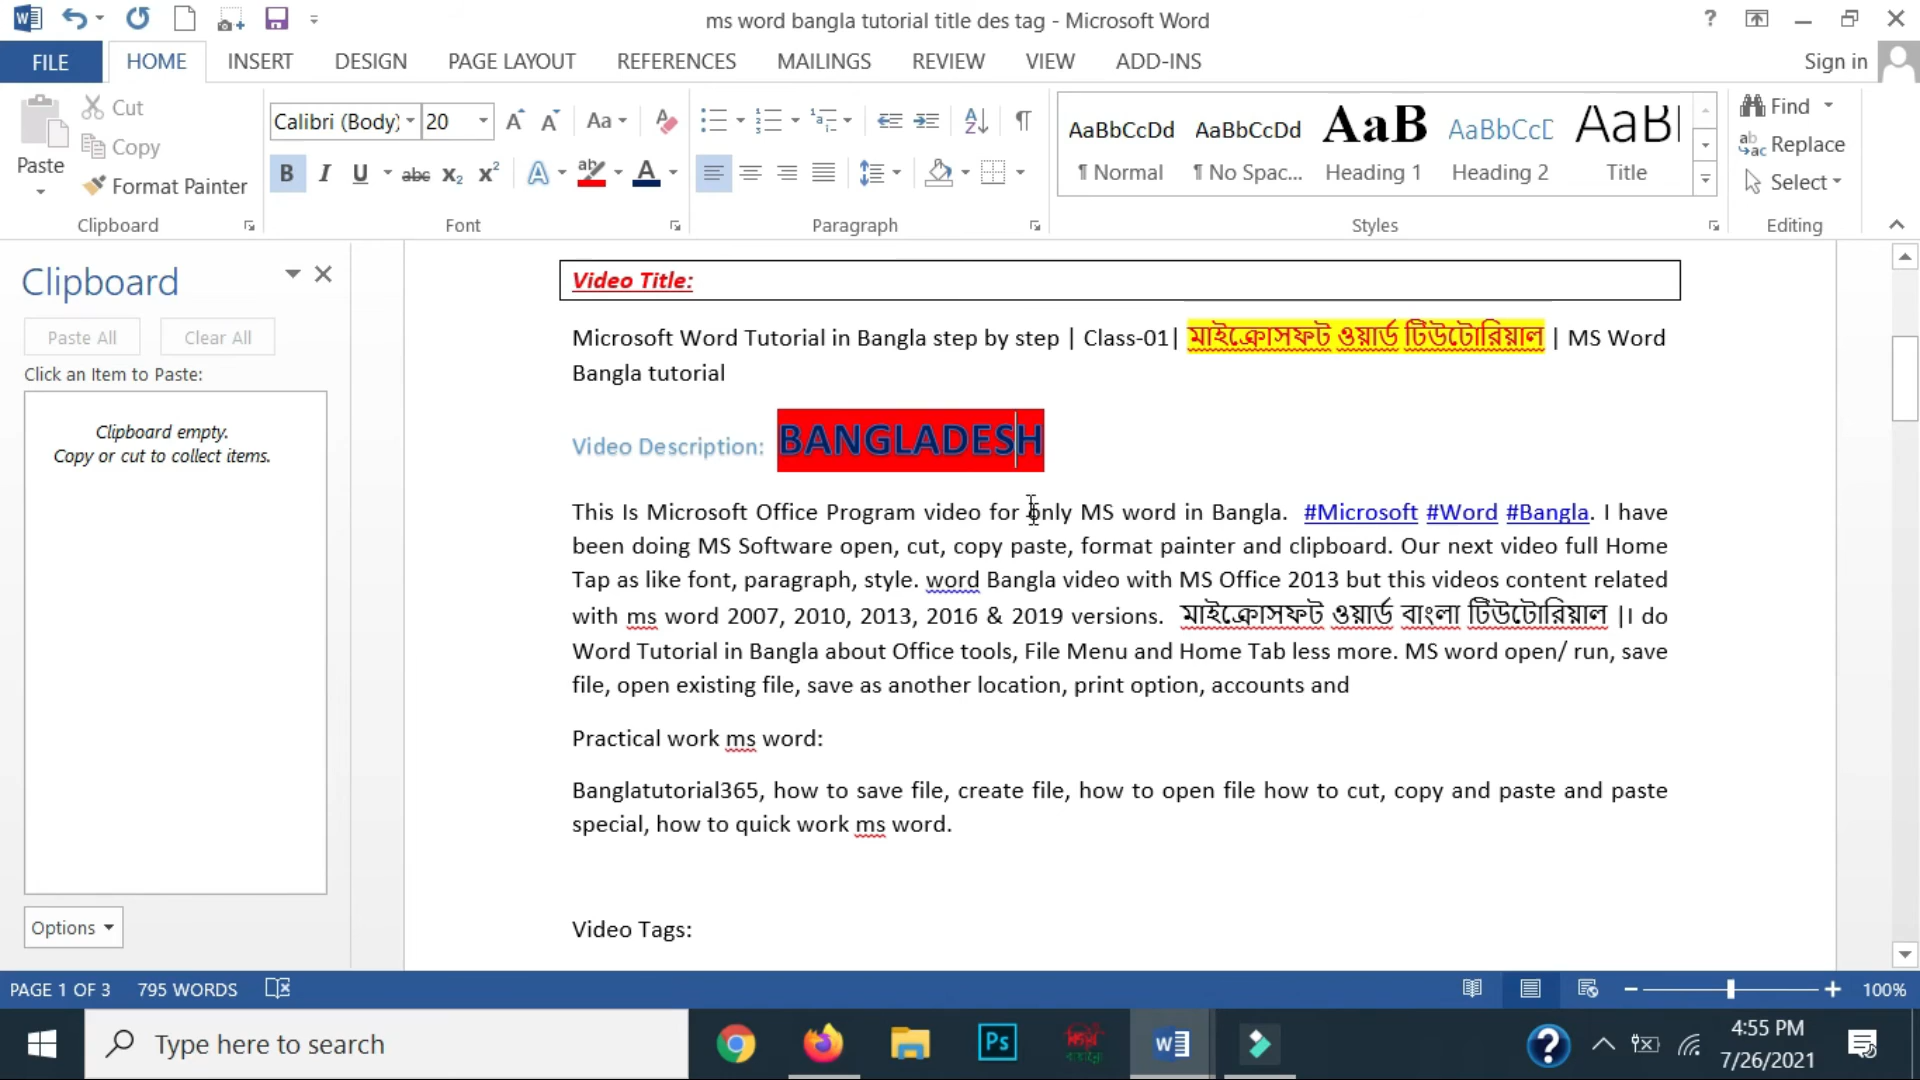 ms word bangla tutorial title des tag - Microsoft Word
?
FILE HOME INSERT DESIGN PAGE LAYOUT REFERENCES MAILINGS REVIEW VIEW ADD-INS Sign in
Paste
Cut
Copy
Format Painter
Clipboard
Calibri (Body) 20
Font
Paragraph
AaBbCcDd AaBbCcDd AaB AaBbCcD AaB
¶ Normal ¶ No Spac... Heading 1 Heading 2 Title
Styles
Find
Replace
Select
Editing
Clipboard
Paste All Clear All
Click an Item to Paste:
Clipboard empty.
Copy or cut to collect items.
Options
Video Title:
Microsoft Word Tutorial in Bangla step by step | Class-01| মাইক্রোসফট ওয়ার্ড টিউটোরিয়াল | MS Word
Bangla tutorial
Video Description: BANGLADESH
This Is Microsoft Office Program video for only MS word in Bangla. #Microsoft #Word #Bangla. I have
been doing MS Software open, cut, copy paste, format painter and clipboard. Our next video full Home
Tap as like font, paragraph, style. word Bangla video with MS Office 2013 but this videos content related
with ms word 2007, 2010, 2013, 2016 & 2019 versions. মাইক্রোসফট ওয়ার্ড বাংলা টিউটোরিয়াল |I do
Word Tutorial in Bangla about Office tools, File Menu and Home Tab less more. MS word open/ run, save
file, open existing file, save as another location, print option, accounts and
Practical work ms word:
Banglatutorial365, how to save file, create file, how to open file how to cut, copy and paste and paste
special, how to quick work ms word.
Video Tags:
PAGE 1 OF 3 795 WORDS 100%
Type here to search
4:55 PM
7/26/2021